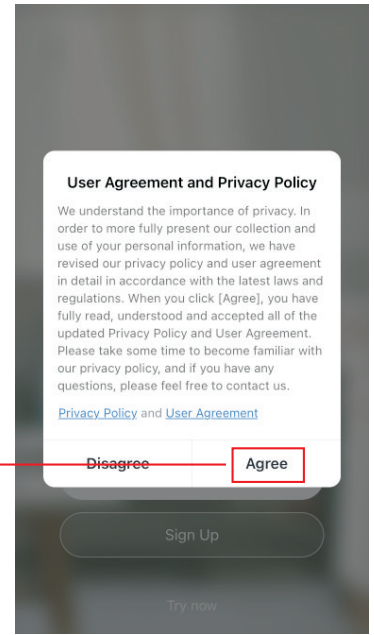 User Agreement and Privacy Policy
We understand the importance of privacy. In
order to more fully present our collection and
use of your personal information, we have
revised our privacy policy and user agreement
in detail in accordance with the latest laws and
regulations. When you click [Agree], you have
fully read, understood and accepted all of the
updated Privacy Policy and User Agreement.
Please take some time to become familiar with
our privacy policy, and if you have any
questions, please feel free to contact us.
Privacy Policy and User Agreement
Disagree Agree
Sign Up
Try now